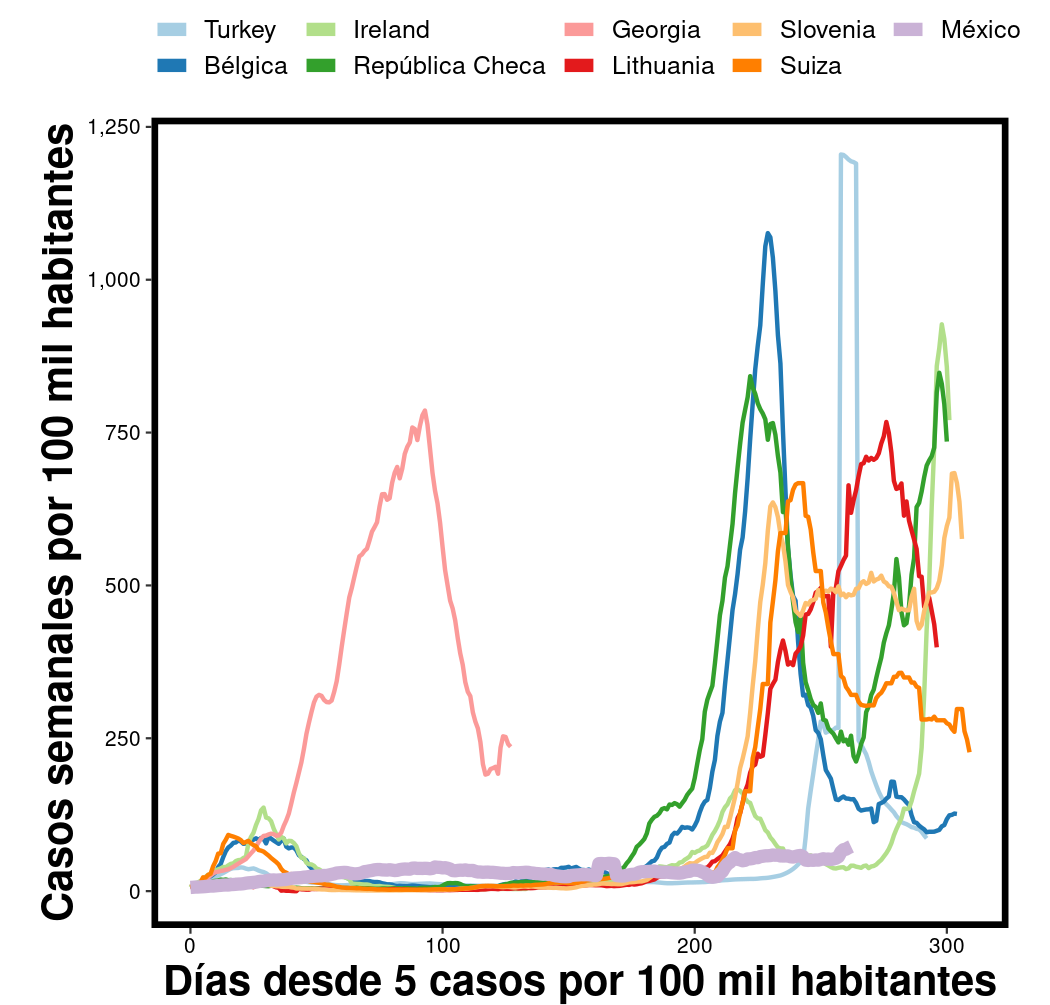 Turkey Ireland Georgia Slovenia México
Bélgica República Checa Lithuania Suiza
Casos semanales por 100 mil habitantes
1,250
1,000
750
500
250
0
0 100 200 300
Días desde 5 casos por 100 mil habitantes